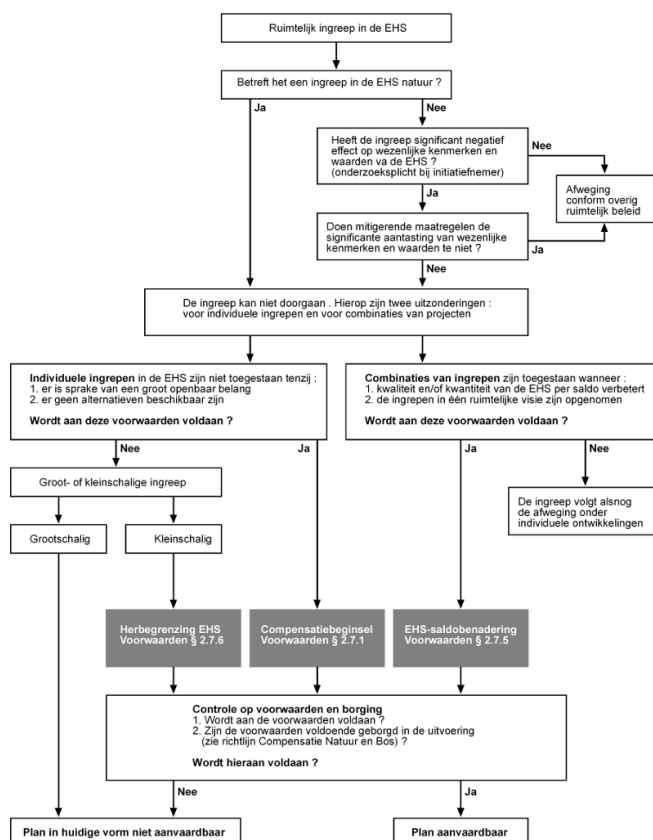 Ruimtelijk ingreep in de EHS
Betreft het een ingreep in de EHS natuur ?
Ja
Nee
Heeft de ingreep significant negatief
effect op wezenlijke kenmerken en
waarden va de EHS ?
(onderzoeksplicht bij initiatiefnemer)
Nee
Afweging
conform overig
ruimtelijk beleid
Ja
Doen mitigerende maatregelen de
significante aantasting van wezenlijke
kenmerken en waarden te niet ?
Ja
Nee
De ingreep kan niet doorgaan . Hierop zijn twee uitzonderingen :
voor individuele ingrepen en voor combinaties van projecten
Individuele ingrepen in de EHS zijn niet toegestaan tenzij :
1. er is sprake van een groot openbaar belang
2. er geen alternatieven beschikbaar zijn
Wordt aan deze voorwaarden voldaan ?
Combinaties van ingrepen zijn toegestaan wanneer :
1. kwaliteit en/of kwantiteit van de EHS per saldo verbetert
2. de ingrepen in één ruimtelijke visie zijn opgenomen
Wordt aan deze voorwaarden voldaan ?
Nee
Ja
Ja
Nee
Groot- of kleinschalige ingreep
De ingreep volgt alsnog
de afweging onder
individuele ontwikkelingen
Grootschalig
Kleinschalig
Herbegrenzing EHS
Voorwaarden § 2.7.6
Compensatiebeginsel
Voorwaarden § 2.7.1
EHS-saldobenadering
Voorwaarden § 2.7.5
Controle op voorwaarden en borging
1. Wordt aan de voorwaarden voldaan ?
2. Zijn de voorwaarden voldoende geborgd in de uitvoering
(zie richtlijn Compensatie Natuur en Bos) ?
Wordt hieraan voldaan ?
Nee
Ja
Plan in huidige vorm niet aanvaardbaar
Plan aanvaardbaar